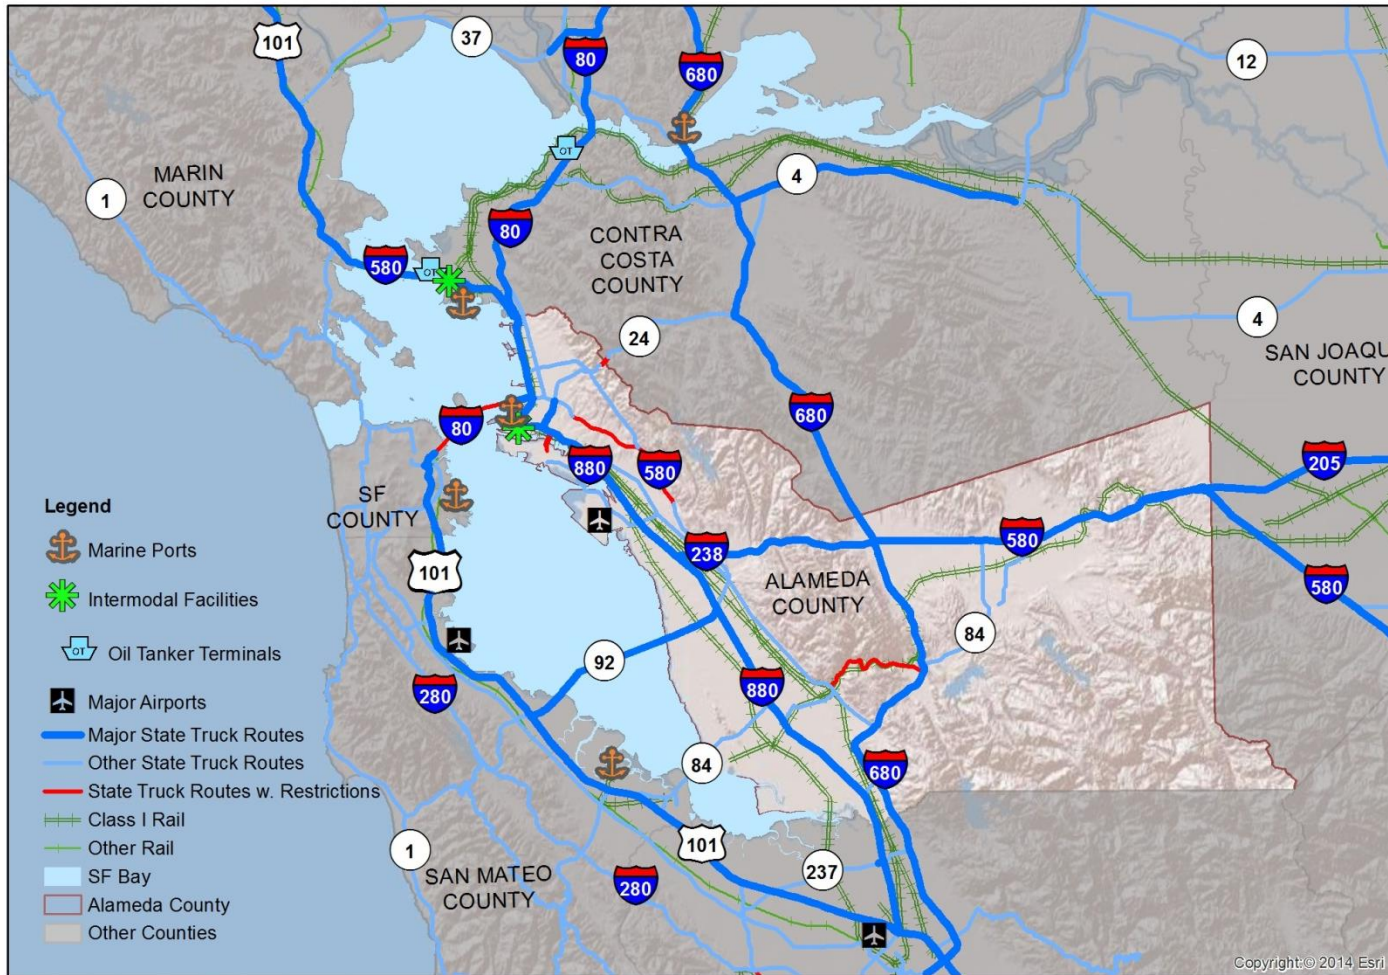 101
37
80
680
12
MARIN
COUNTY
1
OT
4
80
CONTRA
COSTA
COUNTY
580
OT
24
4
SAN JOAQU
COUNTY
680
80
880
580
205
SF
COUNTY
101
238
580
580
ALAMEDA
COUNTY
84
92
280
880
84
680
101
1
237
SAN MATEO
COUNTY
280
Legend
Marine Ports
Intermodal Facilities
OT
Oil Tanker Terminals
Major Airports
Major State Truck Routes
Other State Truck Routes
State Truck Routes w. Restrictions
Class I Rail
Other Rail
SF Bay
Alameda County
Other Counties
Copyright:© 2014 Esri